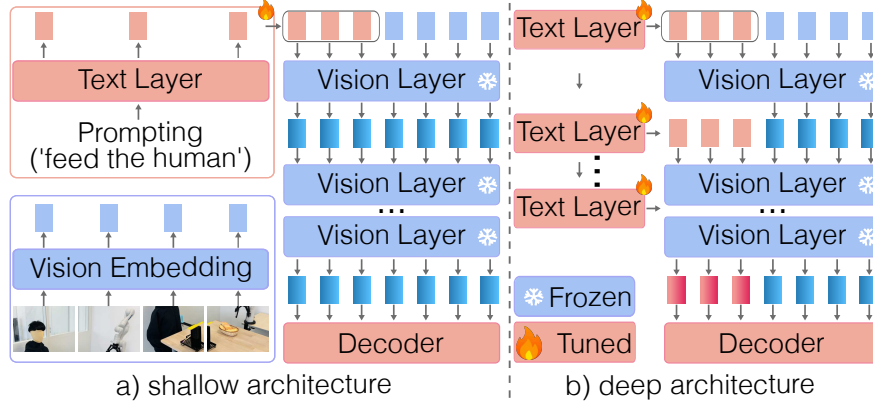 Text Layer
Prompting
('feed the human')
Vision Embedding
Vision Layer
Vision Layer
...
Vision Layer
Decoder
a) shallow architecture
Text Layer
Text Layer
Text Layer
Frozen
Tuned
Vision Layer
Vision Layer
...
Vision Layer
Decoder
b) deep architecture